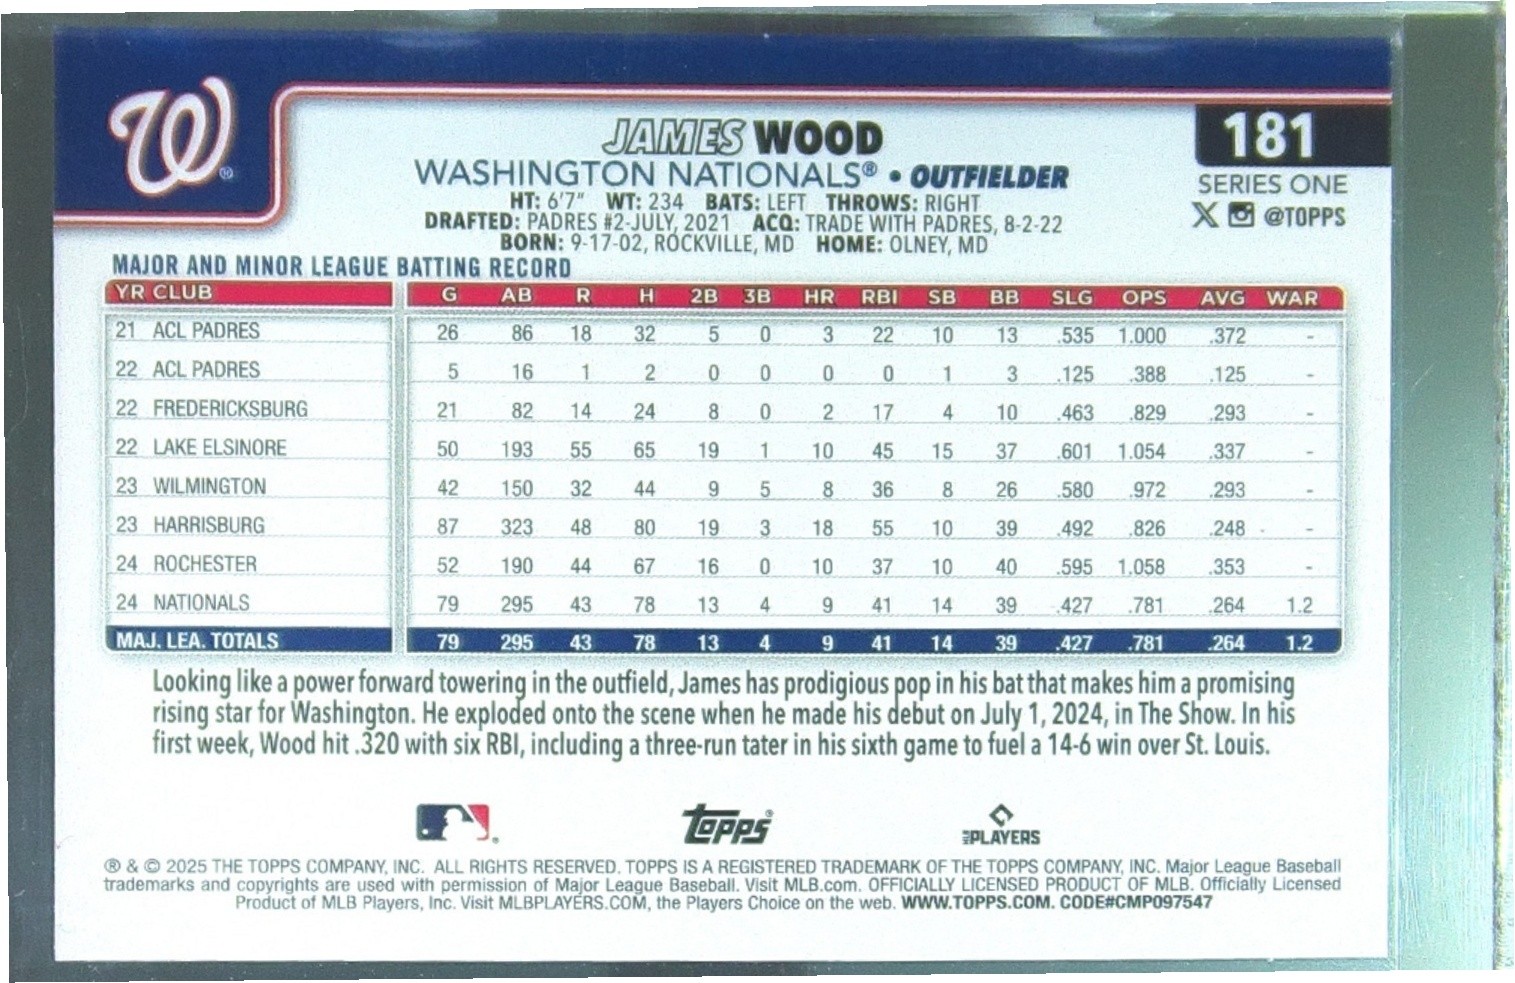 W ®
JAMES WOOD
181
WASHINGTON NATIONALS® • OUTFIELDER
SERIES ONE
HT: 6'7" WT: 234 BATS: LEFT THROWS: RIGHT
X @TOPPS
DRAFTED: PADRES #2-JULY, 2021 ACQ: TRADE WITH PADRES, 8-2-22
BORN: 9-17-02, ROCKVILLE, MD HOME: OLNEY, MD
MAJOR AND MINOR LEAGUE BATTING RECORD
YR CLUB G AB R H 2B 3B HR RBI SB BB SLG OPS AVG WAR
21 ACL PADRES 26 86 18 32 5 0 3 22 10 13 .535 1.000 .372 -
22 ACL PADRES 5 16 1 2 0 0 0 0 1 3 .125 .388 .125 -
22 FREDERICKSBURG 21 82 14 24 8 0 2 17 4 10 .463 .829 .293 -
22 LAKE ELSINORE 50 193 55 65 19 1 10 45 15 37 .601 1.054 .337 -
23 WILMINGTON 42 150 32 44 9 5 8 36 8 26 .580 .972 .293 -
23 HARRISBURG 87 323 48 80 19 3 18 55 10 39 .492 .826 .248 -
24 ROCHESTER 52 190 44 67 16 0 10 37 10 40 .595 1.058 .353 -
24 NATIONALS 79 295 43 78 13 4 9 41 14 39 .427 .781 .264 1.2
MAJ. LEA. TOTALS 79 295 43 78 13 4 9 41 14 39 .427 .781 .264 1.2
Looking like a power forward towering in the outfield, James has prodigious pop in his bat that makes him a promising
rising star for Washington. He exploded onto the scene when he made his debut on July 1, 2024, in The Show. In his
first week, Wood hit .320 with six RBI, including a three-run tater in his sixth game to fuel a 14-6 win over St. Louis.
Topps® PLAYERS
® & © 2025 THE TOPPS COMPANY, INC. ALL RIGHTS RESERVED. TOPPS IS A REGISTERED TRADEMARK OF THE TOPPS COMPANY, INC. Major League Baseball
trademarks and copyrights are used with permission of Major League Baseball. Visit MLB.com. OFFICIALLY LICENSED PRODUCT OF MLB. Officially Licensed
Product of MLB Players, Inc. Visit MLBPLAYERS.COM, the Players Choice on the web. WWW.TOPPS.COM. CODE#CMP097547